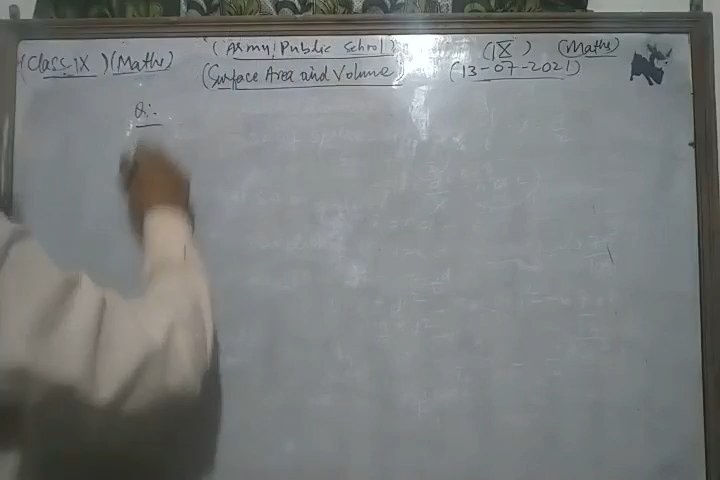 (Army Public School) (IX) (Maths)
(Class-IX) (Maths) (Surface Area and Volume) (13-07-2021)
Q:-